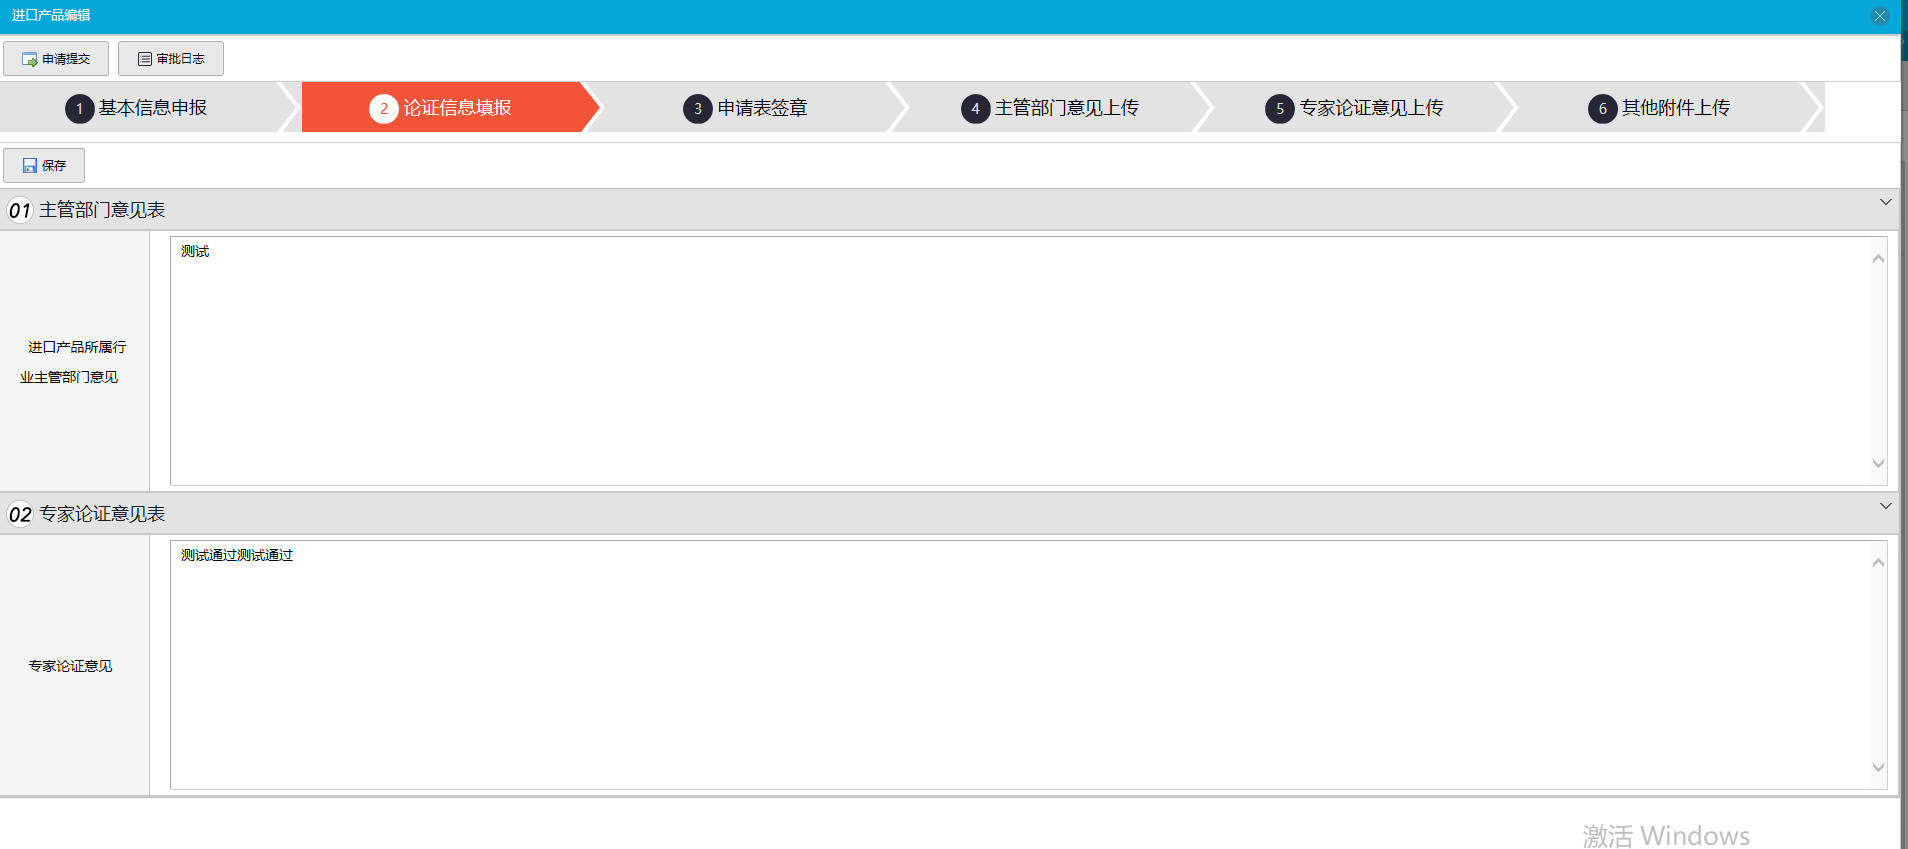 进口产品编辑
申请提交 审批日志
1 基本信息申报 2 论证信息填报 3 申请表签章 4 主管部门意见上传 5 专家论证意见上传 6 其他附件上传
保存
01 主管部门意见表
测试
进口产品所属行
业主管部门意见
02 专家论证意见表
测试通过测试通过
专家论证意见
激活 Windows